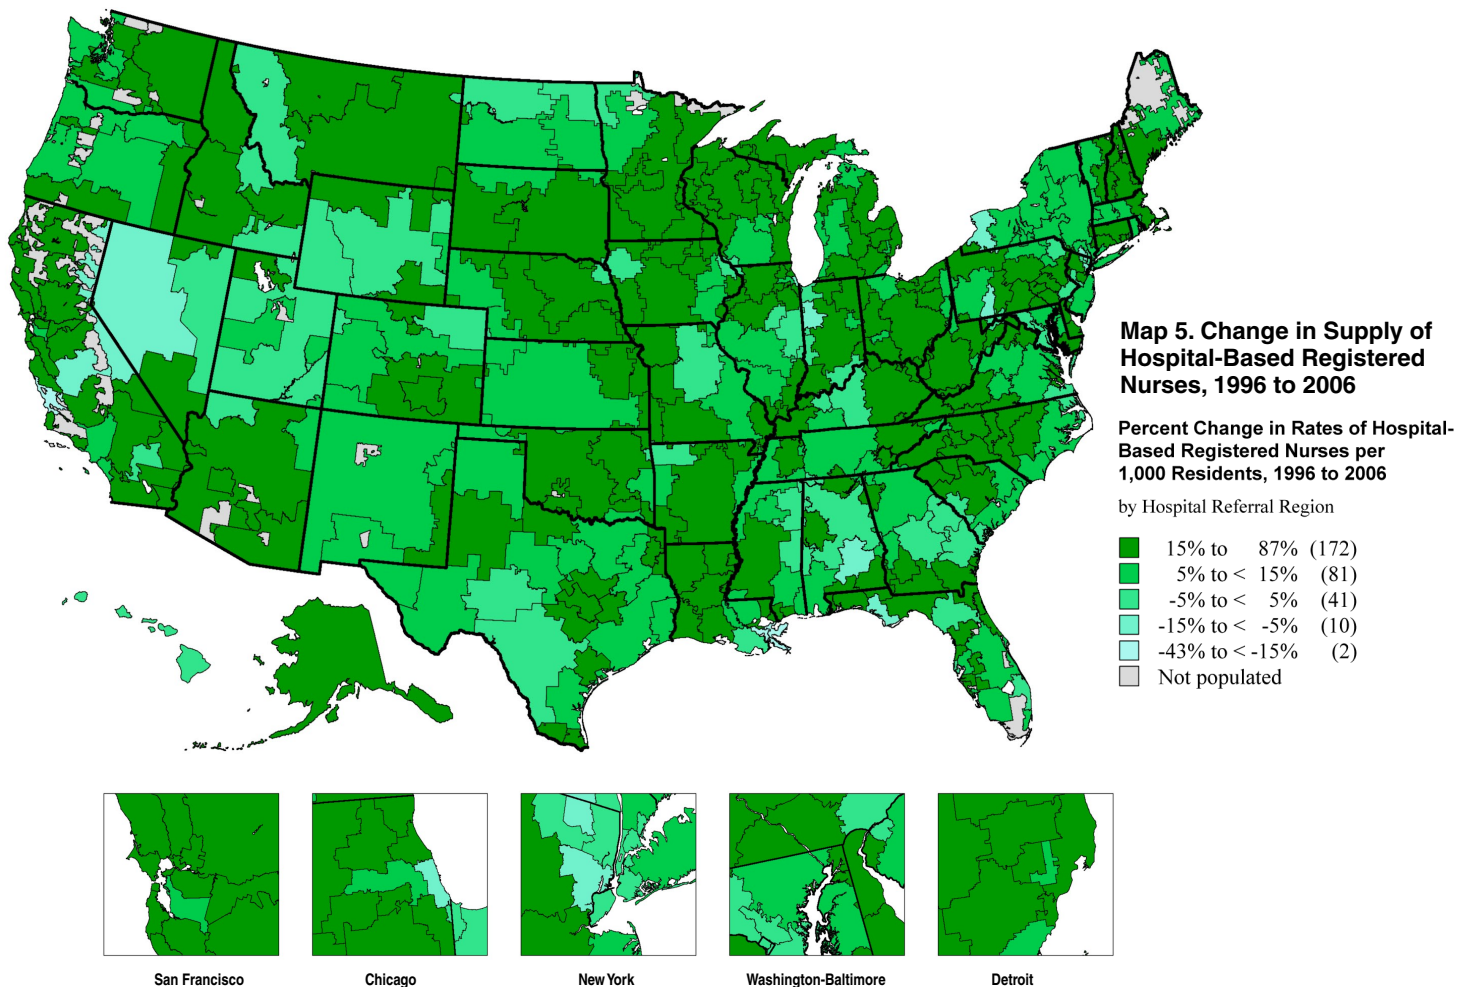 Map 5. Change in Supply of
Hospital-Based Registered
Nurses, 1996 to 2006
Percent Change in Rates of Hospital-
Based Registered Nurses per
1,000 Residents, 1996 to 2006
by Hospital Referral Region
15% to 87% (172)
5% to < 15% (81)
-5% to < 5% (41)
-15% to < -5% (10)
-43% to < -15% (2)
Not populated
San Francisco
Chicago
New York
Washington-Baltimore
Detroit